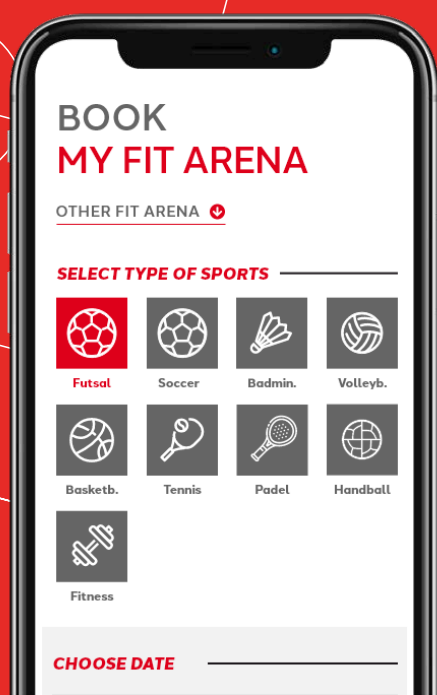 BOOK
MY FIT ARENA
OTHER FIT ARENA
SELECT TYPE OF SPORTS
Futsal Soccer Badmin. Volleyb.
Basketb. Tennis Padel Handball
Fitness
CHOOSE DATE